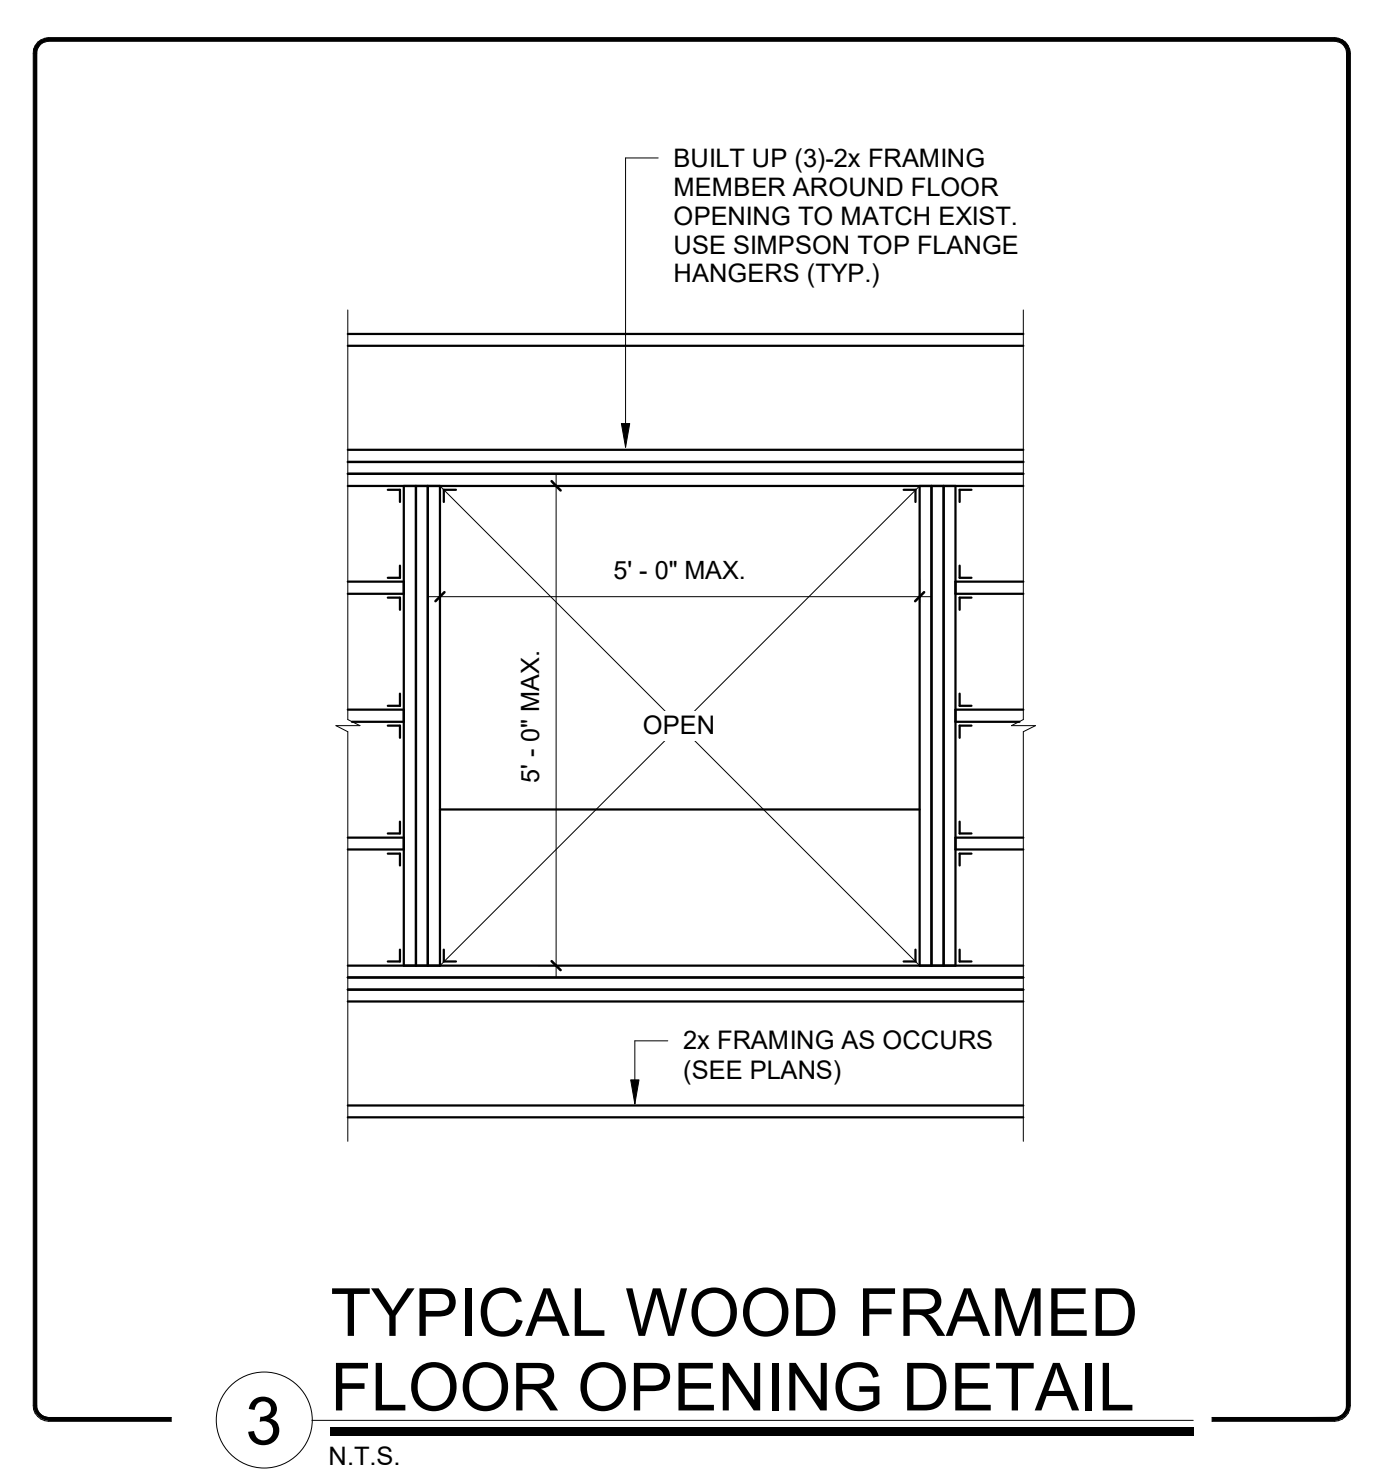 BUILT UP (3)-2x FRAMING
MEMBER AROUND FLOOR
OPENING TO MATCH EXIST.
USE SIMPSON TOP FLANGE
HANGERS (TYP.)
5' - 0" MAX.
5' - 0" MAX.
OPEN
2x FRAMING AS OCCURS
(SEE PLANS)
TYPICAL WOOD FRAMED
FLOOR OPENING DETAIL
3
N.T.S.